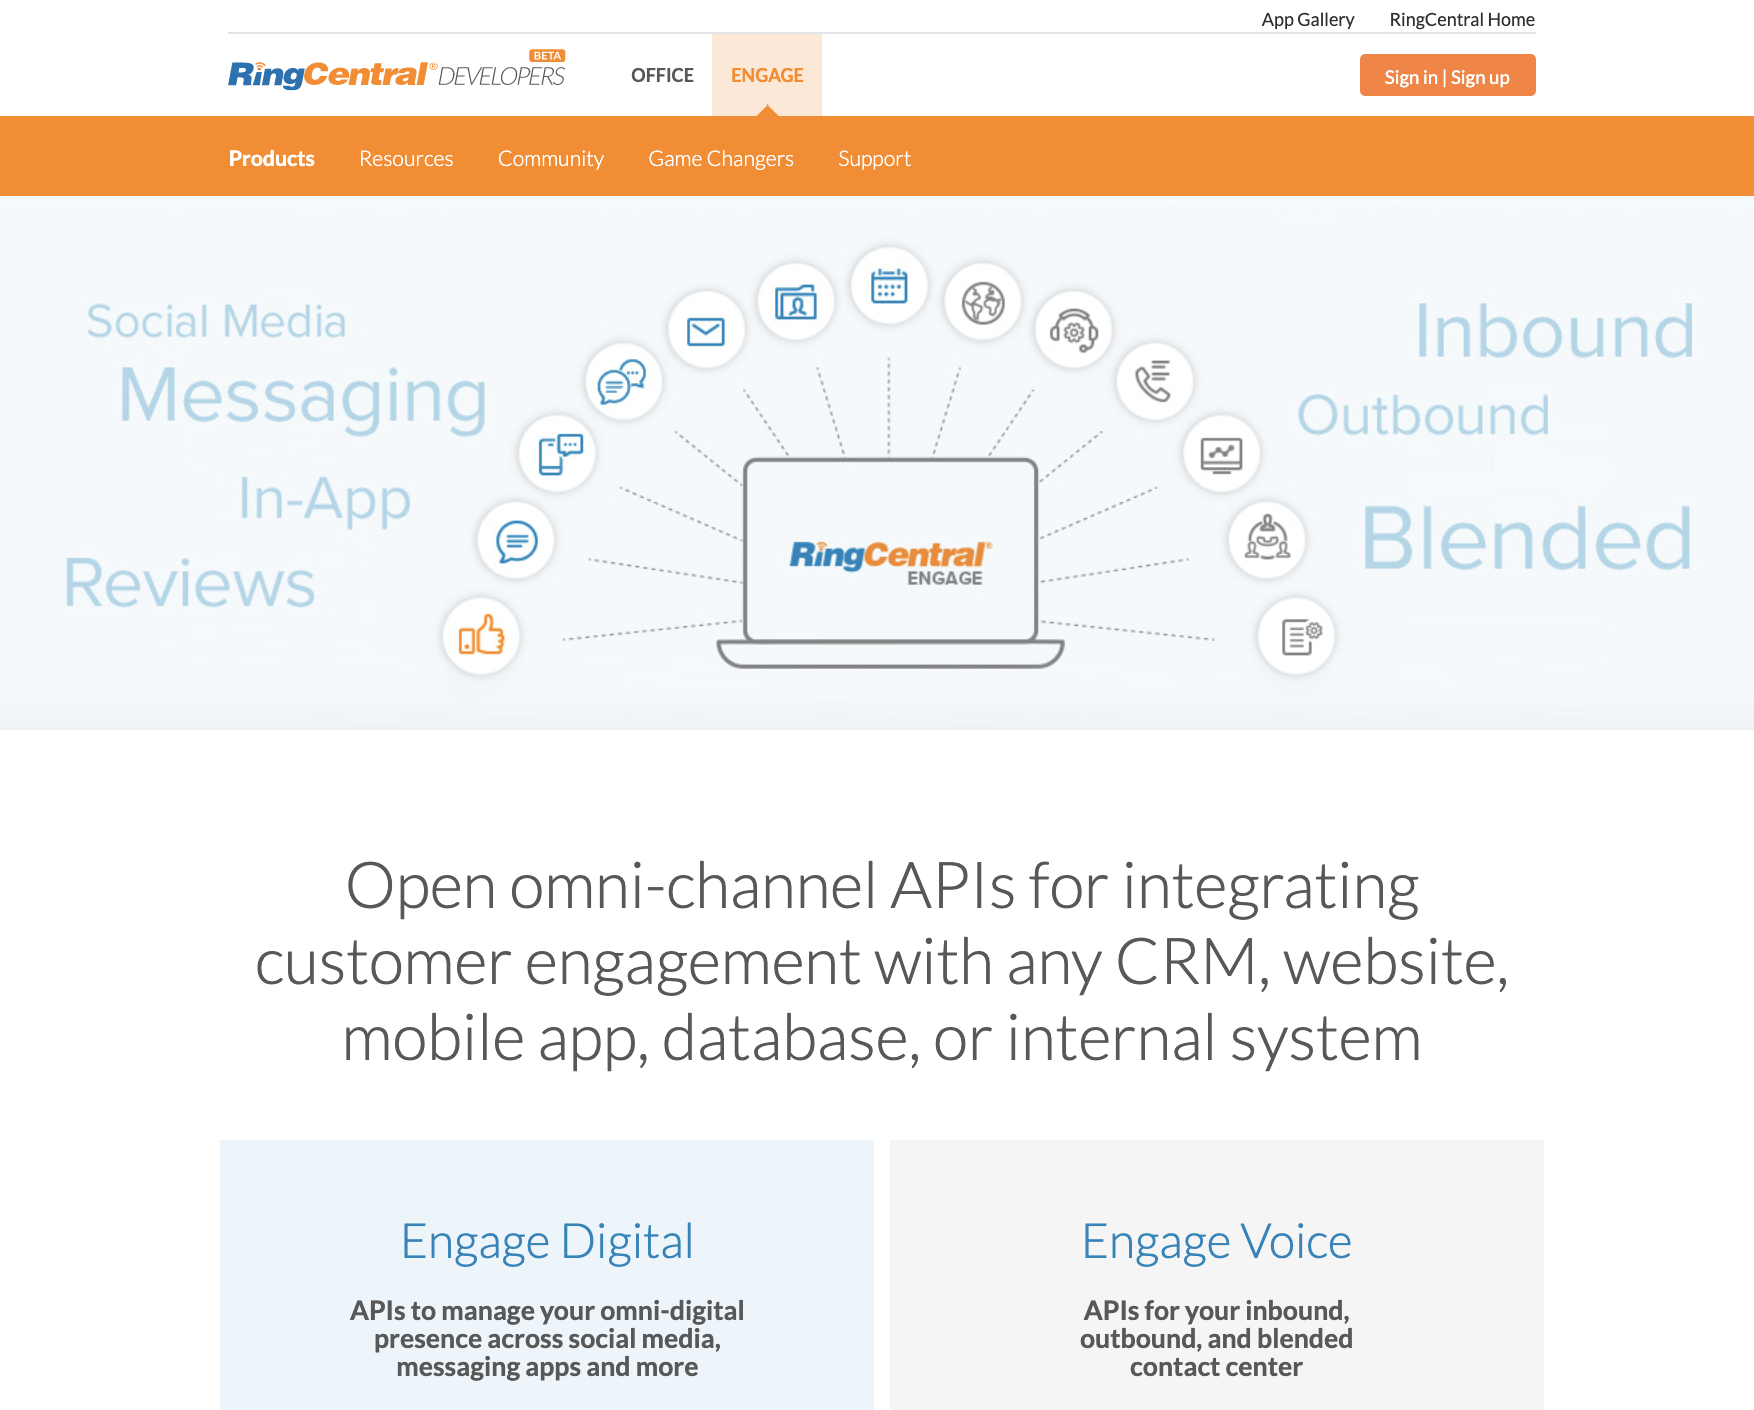 App Gallery RingCentral Home
RingCentral® DEVELOPERS BETA
OFFICE ENGAGE
Sign in | Sign up
Products Resources Community Game Changers Support
Social Media
Messaging
In-App
Reviews
Inbound
Outbound
Blended
RingCentral®
ENGAGE
Open omni-channel APIs for integrating
customer engagement with any CRM, website,
mobile app, database, or internal system
Engage Digital
APIs to manage your omni-digital
presence across social media,
messaging apps and more
Engage Voice
APIs for your inbound,
outbound, and blended
contact center